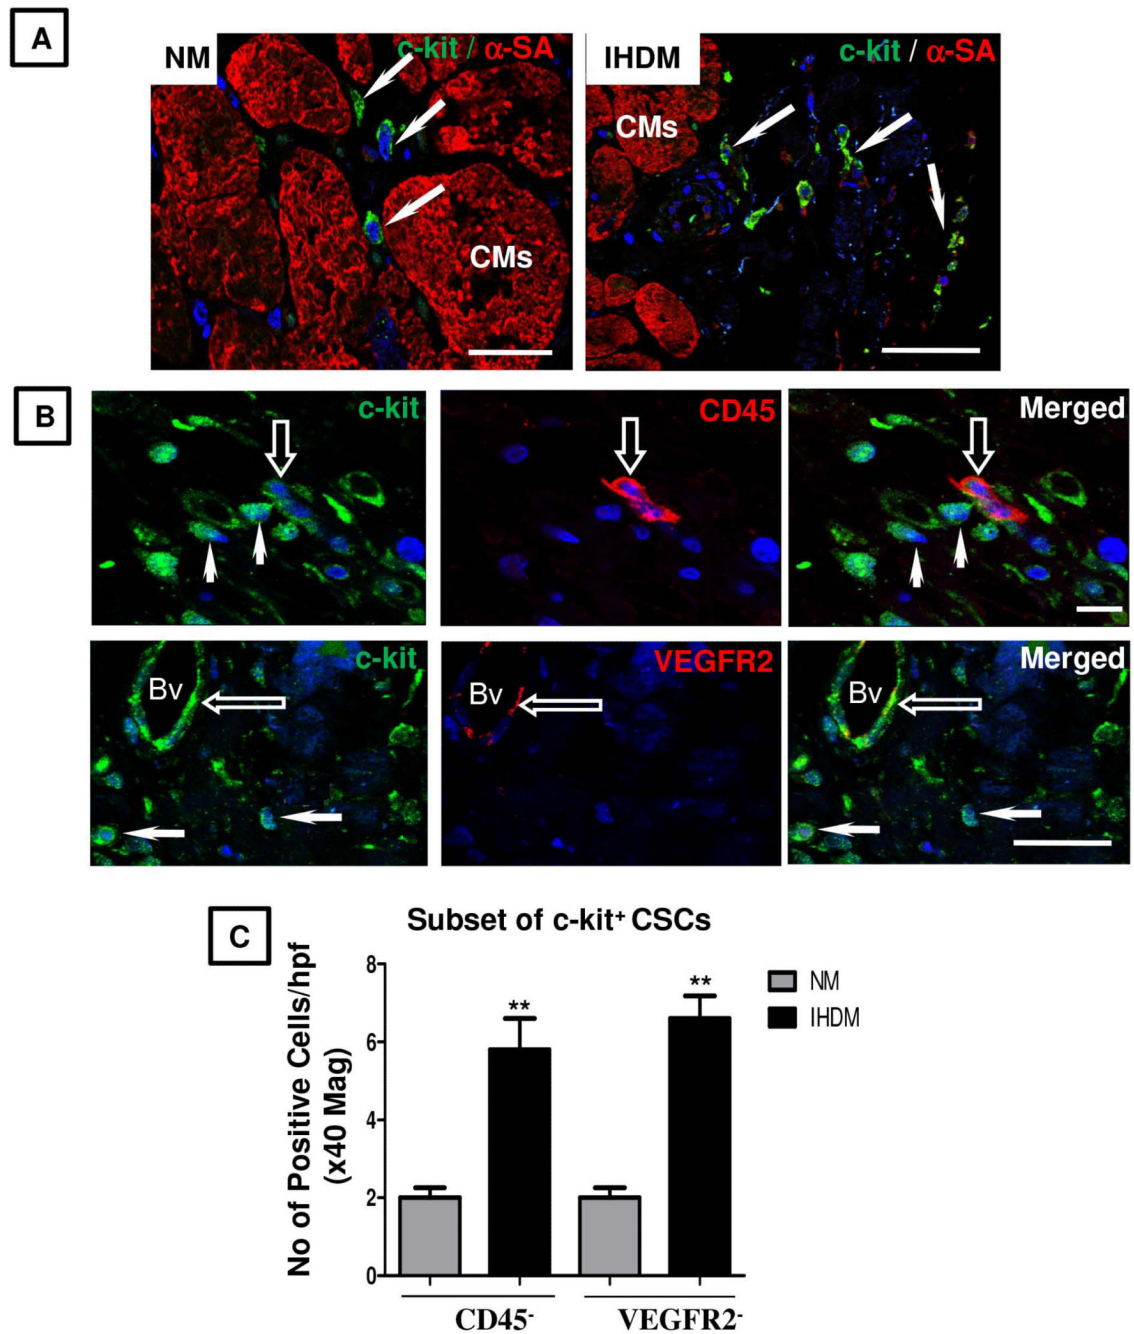 A
NM
c-kit / α-SA
CMs
IHDM
c-kit / α-SA
CMs
B
c-kit
CD45
Merged
c-kit
Bv
VEGFR2
Bv
Merged
Bv
C
Subset of c-kit⁺ CSCs
No of Positive Cells/hpf
(x40 Mag)
8
6
4
2
0
**
**
NM
IHDM
CD45⁻
VEGFR2⁻